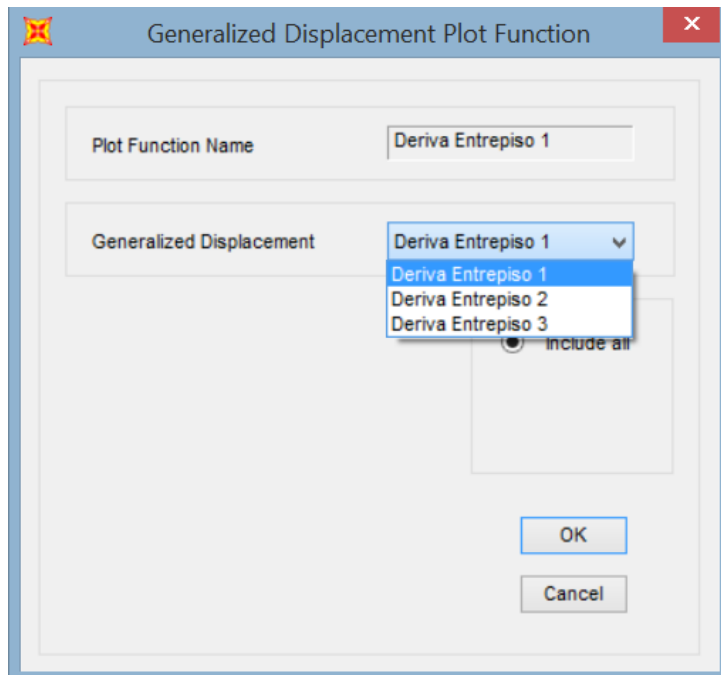 Generalized Displacement Plot Function
Plot Function Name
Deriva Entrepiso 1
Generalized Displacement
Deriva Entrepiso 1
Deriva Entrepiso 1
Deriva Entrepiso 2
Deriva Entrepiso 3
Include all
OK
Cancel